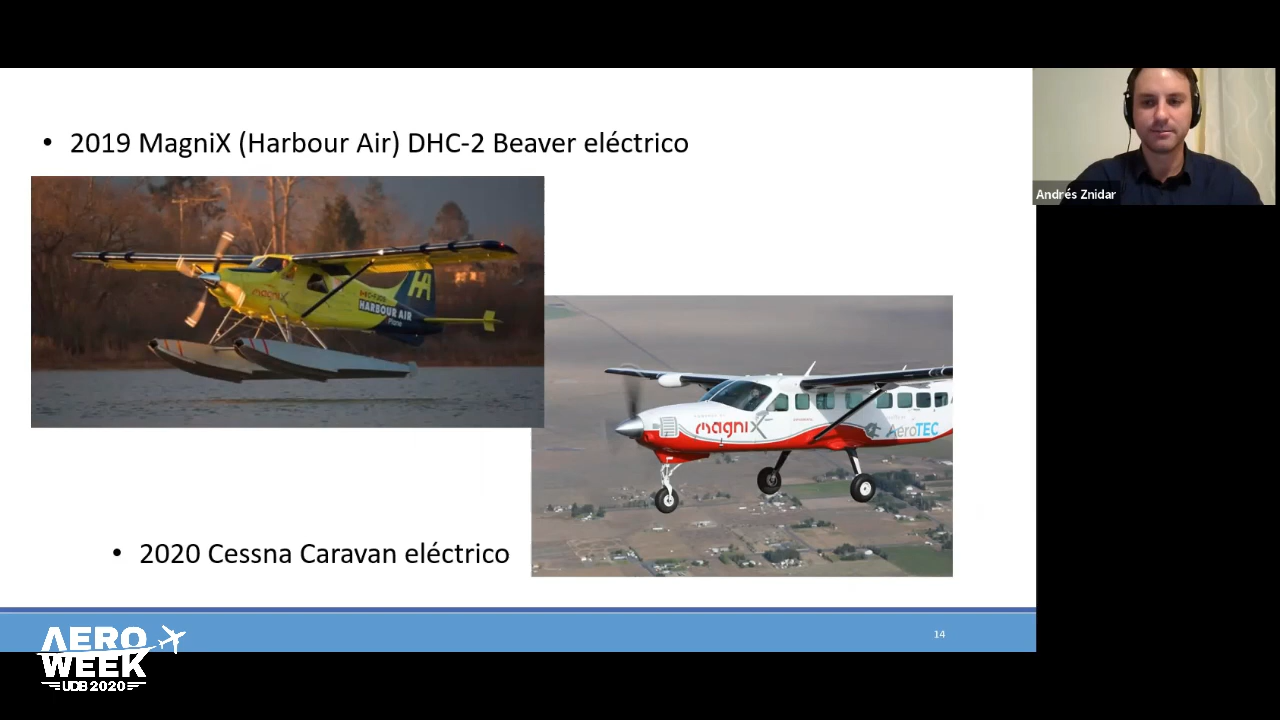 • 2019 MagniX (Harbour Air) DHC-2 Beaver eléctrico
magniX
HARBOUR AIR
magniX
AeroTEC
• 2020 Cessna Caravan eléctrico
14
Andrés Znidar
AERO
WEEK
UDB 2020